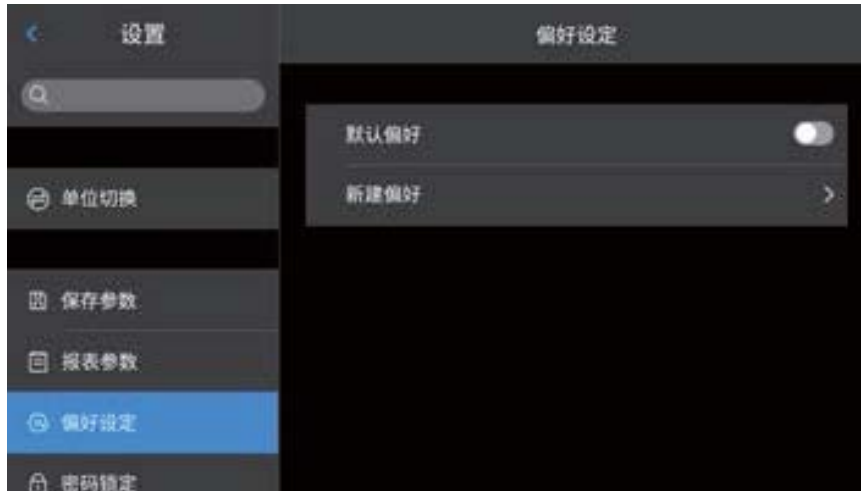 设置
偏好设定
默认偏好
新建偏好
单位切换
保存参数
报表参数
偏好设定
密码锁定